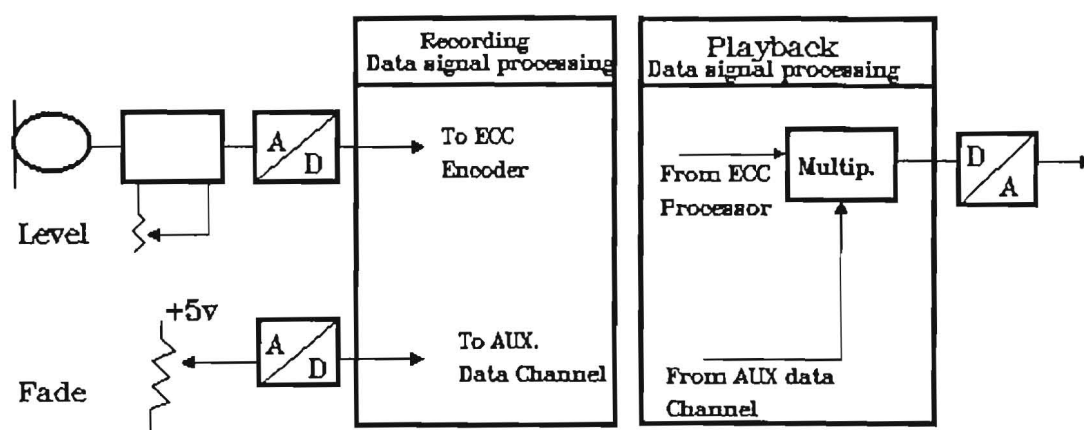 Recording
Data signal processing
Playback
Data signal processing
A
D
To ECC
Encoder
From ECC
Processor
Multip.
D
A
Level
+5v
A
D
To AUX.
Data Channel
From AUX data
Channel
Fade